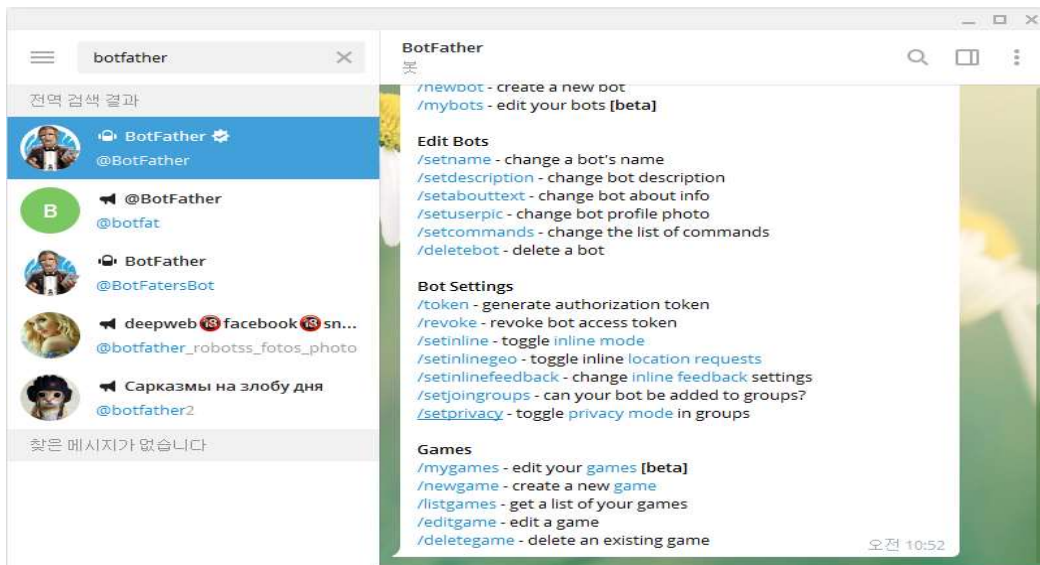 botfather
전역 검색 결과
BotFather
@BotFather
@BotFather
@botfat
BotFather
@BotFatersBot
deepweb🔞facebook🔞sn...
@botfather_robotss_fotos_photo
Сарказмы на злобу дня
@botfather2
찾은 메시지가 없습니다
BotFather
봇
/newbot - create a new bot
/mybots - edit your bots [beta]
Edit Bots
/setname - change a bot's name
/setdescription - change bot description
/setabouttext - change bot about info
/setuserpic - change bot profile photo
/setcommands - change the list of commands
/deletebot - delete a bot
Bot Settings
/token - generate authorization token
/revoke - revoke bot access token
/setinline - toggle inline mode
/setinlinegeo - toggle inline location requests
/setinlinefeedback - change inline feedback settings
/setjoingroups - can your bot be added to groups?
/setprivacy - toggle privacy mode in groups
Games
/mygames - edit your games [beta]
/newgame - create a new game
/listgames - get a list of your games
/editgame - edit a game
/deletegame - delete an existing game
오전 10:52
B